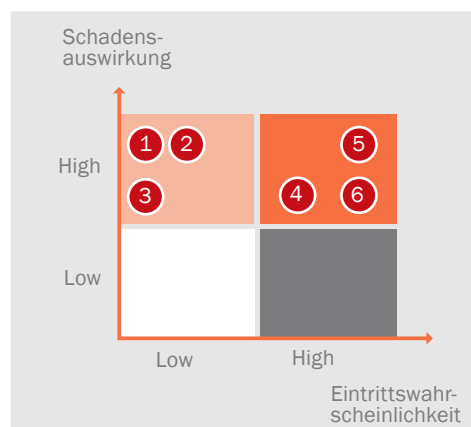 Schadens-
auswirkung
High
1 2 5
3 4 6
Low
Low High
Eintrittswahr-
scheinlichkeit